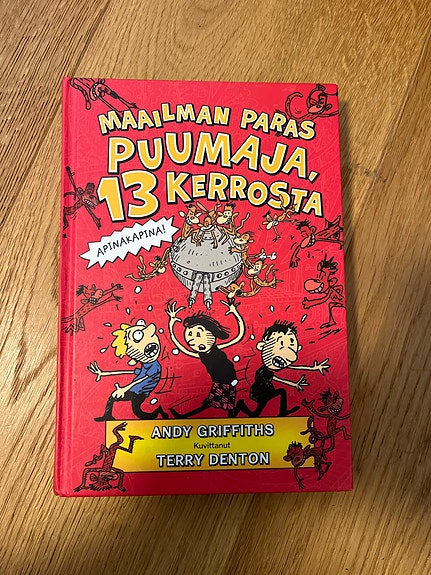 MAAILMAN PARAS
PUUMAJA,
13 KERROSTA
APINAKAPINA!
ANDY GRIFFITHS
Kuvittanut
TERRY DENTON